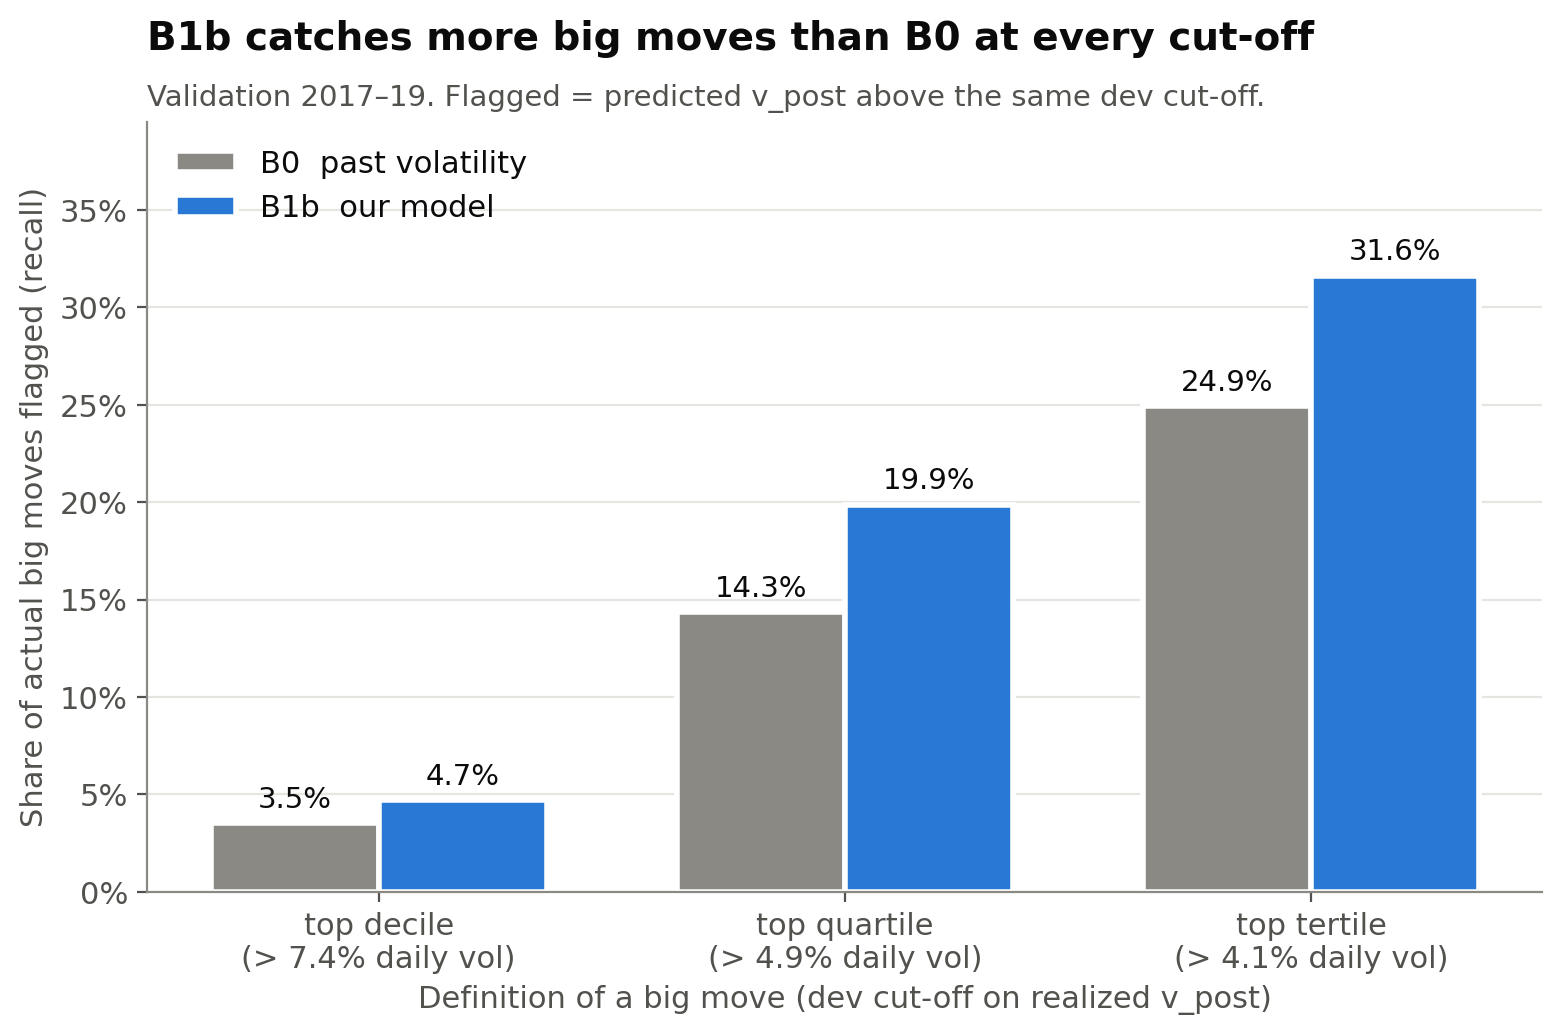 B1b catches more big moves than B0 at every cut-off
Validation 2017–19. Flagged = predicted v_post above the same dev cut-off.
B0  past volatility
B1b  our model
Share of actual big moves flagged (recall)
35%
30%
25%
20%
15%
10%
5%
0%
3.5%
4.7%
14.3%
19.9%
24.9%
31.6%
top decile
(> 7.4% daily vol)
top quartile
(> 4.9% daily vol)
top tertile
(> 4.1% daily vol)
Definition of a big move (dev cut-off on realized v_post)